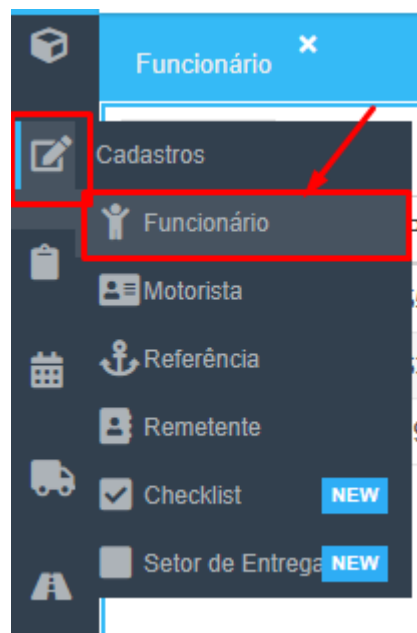 Funcionário ×
Cadastros
Funcionário
Motorista
Referência
Remetente
Checklist NEW
Setor de Entrega NEW